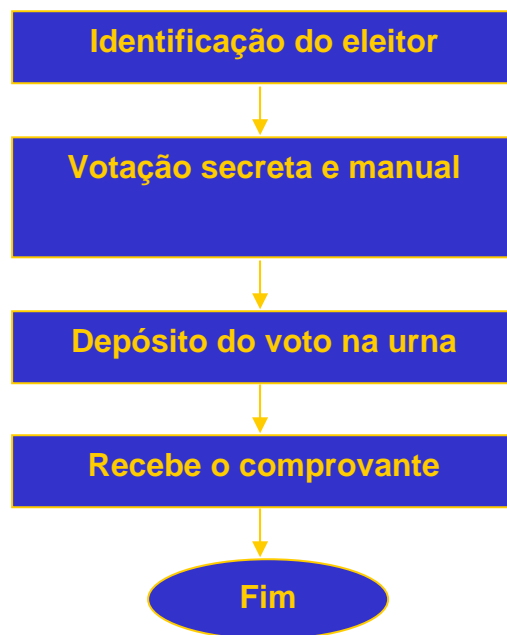 Identificação do eleitor
Votação secreta e manual
Depósito do voto na urna
Recebe o comprovante
Fim